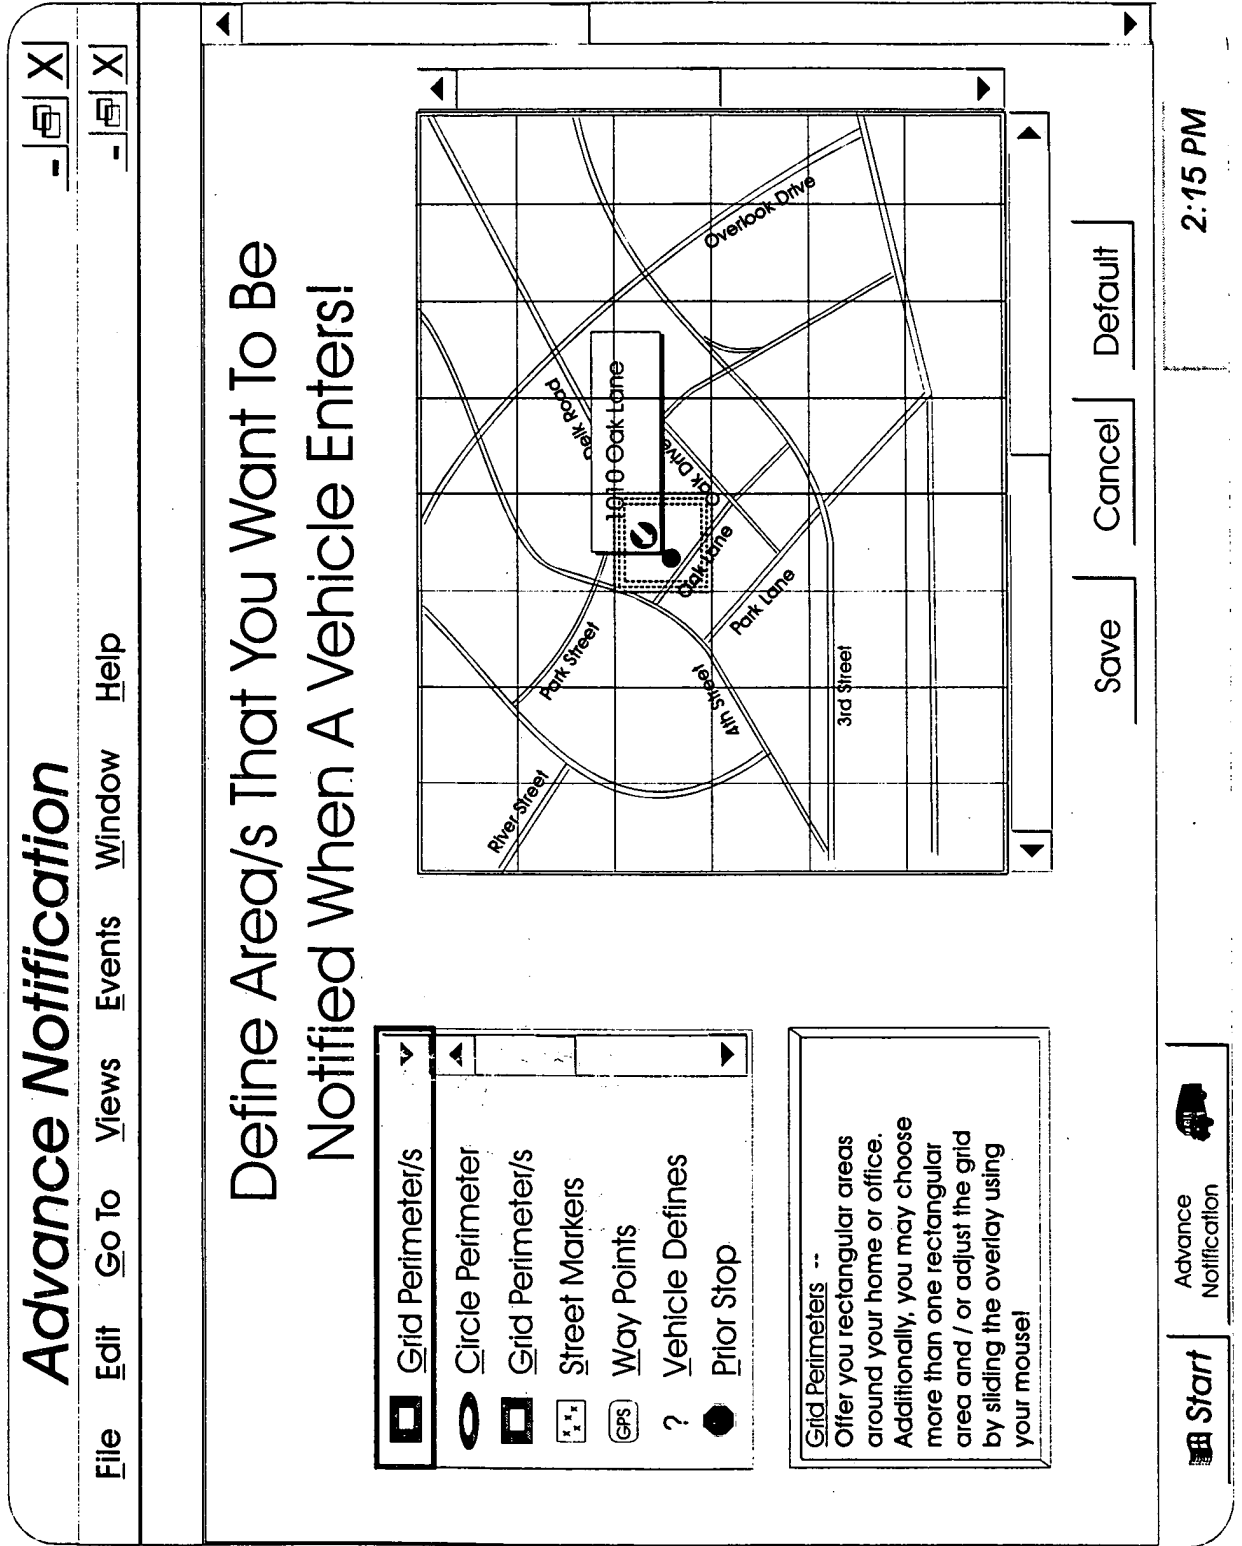 Advance Notification
File Edit Go To Views Events Window Help
Define Area/s That You Want To Be
Notified When A Vehicle Enters!
Grid Perimeter/s
Circle Perimeter
Grid Perimeter/s
Street Markers
GPS Way Points
? Vehicle Defines
Prior Stop
Grid Perimeters --
Offer you rectangular areas
around your home or office.
Additionally, you may choose
more than one rectangular
area and / or adjust the grid
by sliding the overlay using
your mouse!
River Street
Park Street
4th Street
3rd Street
Park Lane
Oak Lane
Oak Drive
1010 Oak Lane
Delk Road
Overlook Drive
Save Cancel Default
Start
Advance
Notification
2:15 PM